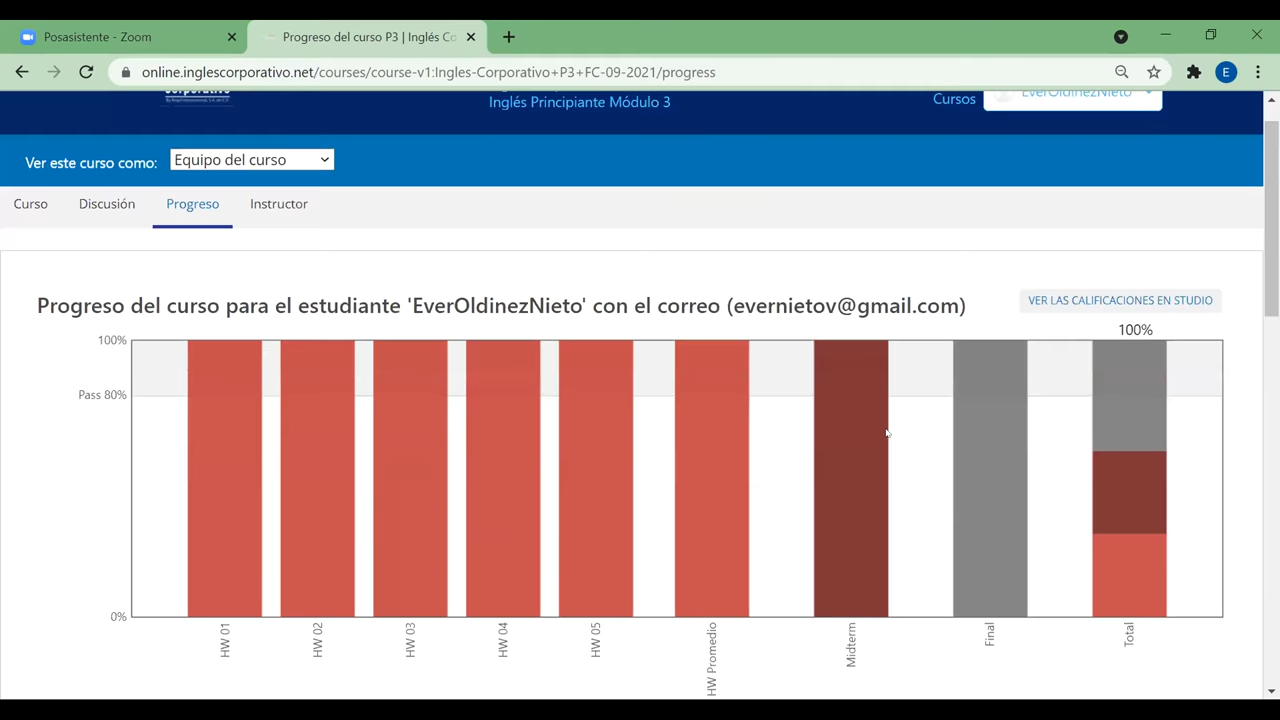 Posasistente - Zoom
Progreso del curso P3 | Inglés Co
online.inglescorporativo.net/courses/course-v1:Ingles-Corporativo+P3+FC-09-2021/progress
E
Inglés Principiante Módulo 3
Cursos
EverOldinezNieto
Ver este curso como:
Equipo del curso
Curso
Discusión
Progreso
Instructor
Progreso del curso para el estudiante 'EverOldinezNieto' con el correo (evernietov@gmail.com)
VER LAS CALIFICACIONES EN STUDIO
100%
100%
Pass 80%
0%
HW 01
HW 02
HW 03
HW 04
HW 05
HW Promedio
Midterm
Final
Total